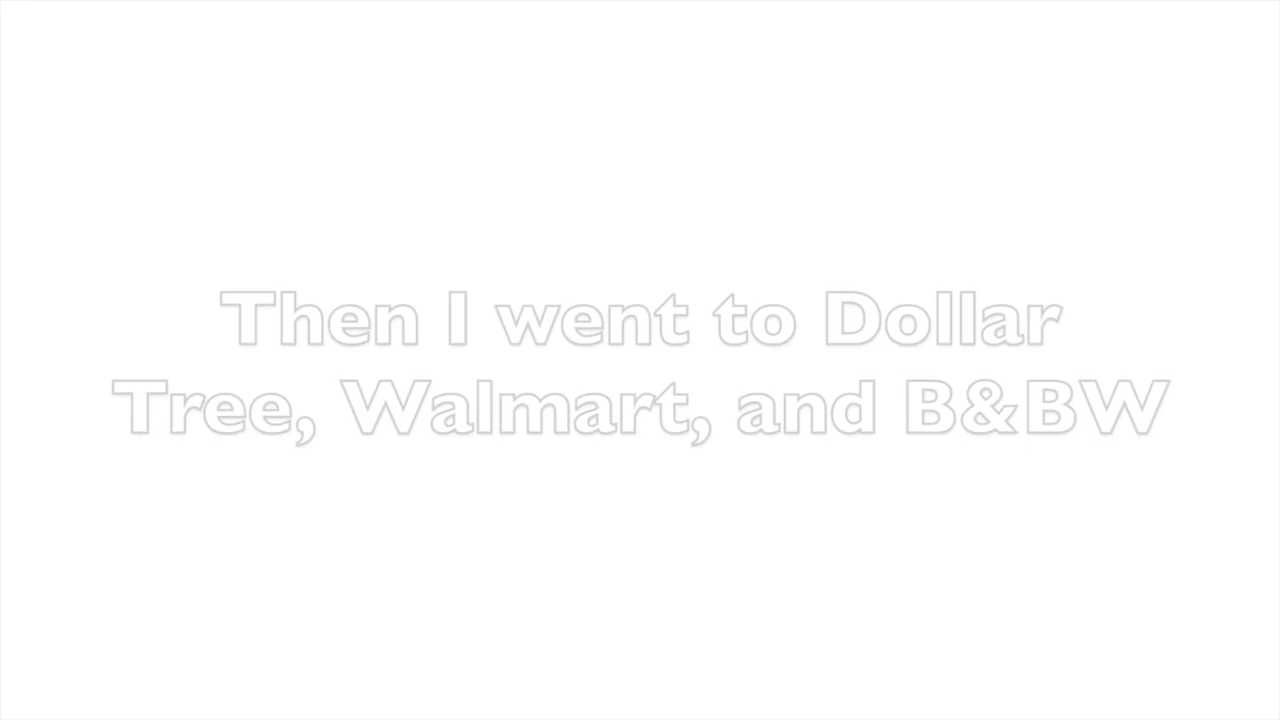 Then I went to Dollar
Tree, Walmart, and B&BW